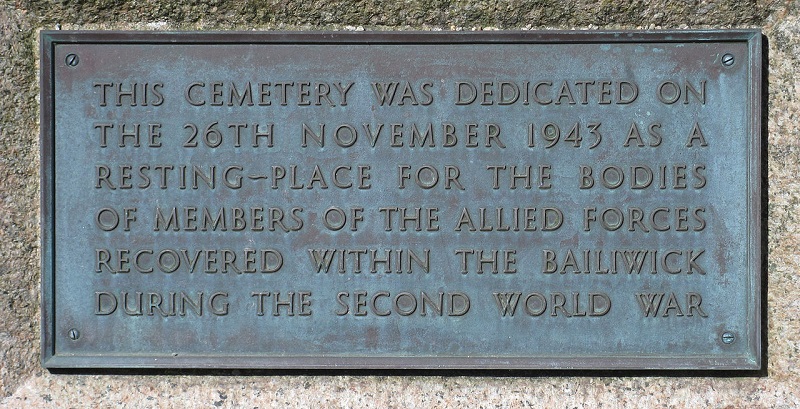 THIS CEMETERY WAS DEDICATED ON
THE 26TH NOVEMBER 1943 AS A
RESTING-PLACE FOR THE BODIES
OF MEMBERS OF THE ALLIED FORCES
RECOVERED WITHIN THE BAILIWICK
DURING THE SECOND WORLD WAR